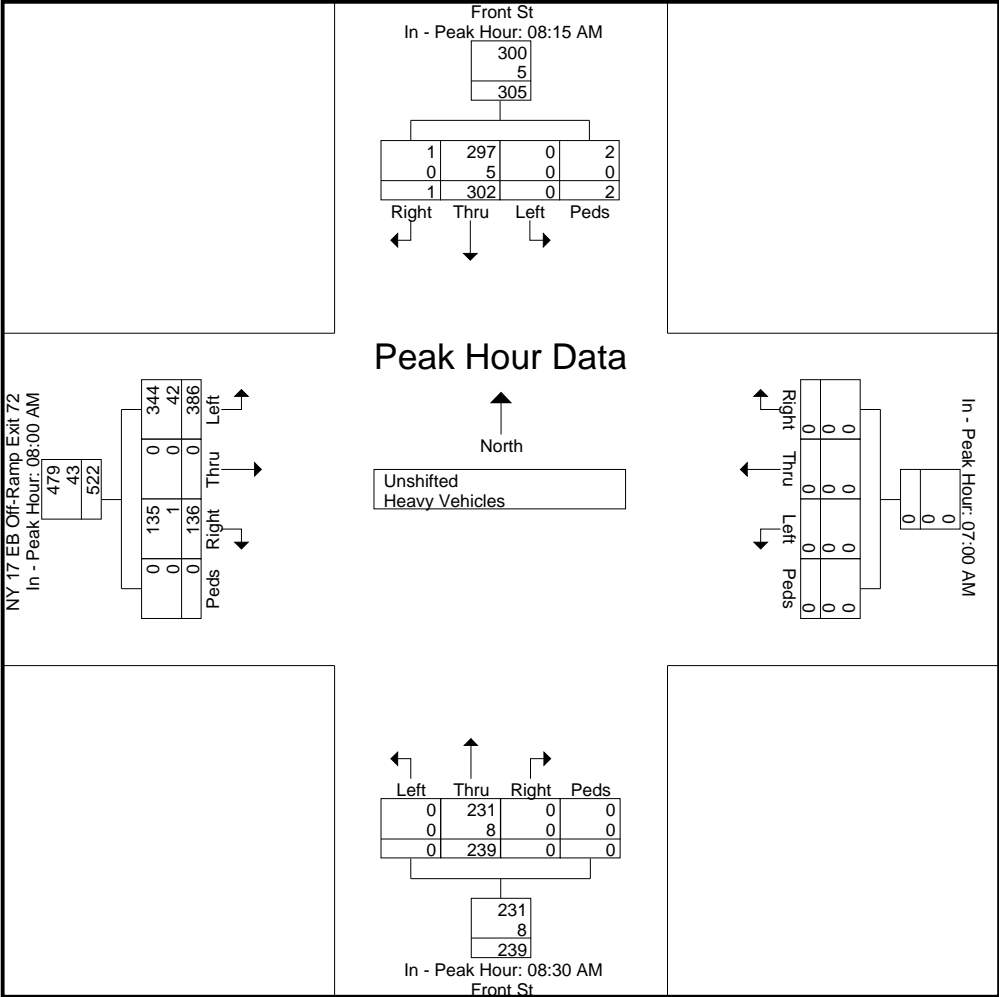 Front St
In - Peak Hour: 08:15 AM
300
5
305
1 297 0 2
0 5 0 0
1 302 0 2
Right Thru Left Peds
Peak Hour Data
North
Unshifted
Heavy Vehicles
NY 17 EB Off-Ramp Exit 72
In - Peak Hour: 08:00 AM
479
43
522
344 42 386 Left
0 0 0 Thru
135 1 136 Right
0 0 0 Peds
Right 0 0 0
Thru 0 0 0
Left 0 0 0
Peds 0 0 0
0
0
0
In - Peak Hour: 07:00 AM
Left Thru Right Peds
0 231 0 0
0 8 0 0
0 239 0 0
231
8
239
In - Peak Hour: 08:30 AM
Front St